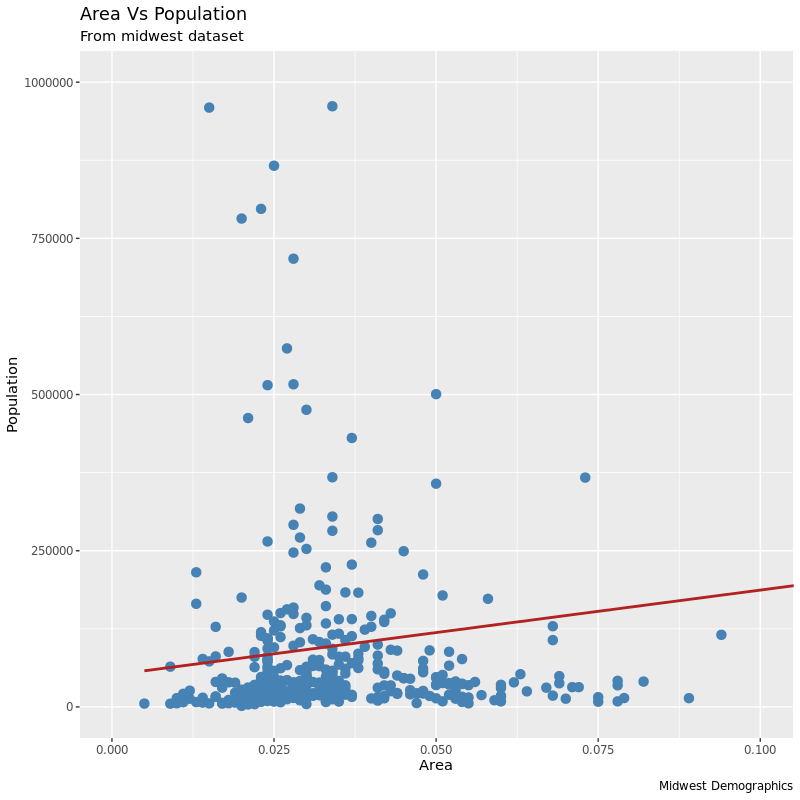 Area Vs Population
From midwest dataset
Population
1000000
750000
500000
250000
0
0.000 0.025 0.050 0.075 0.100
Area
Midwest Demographics